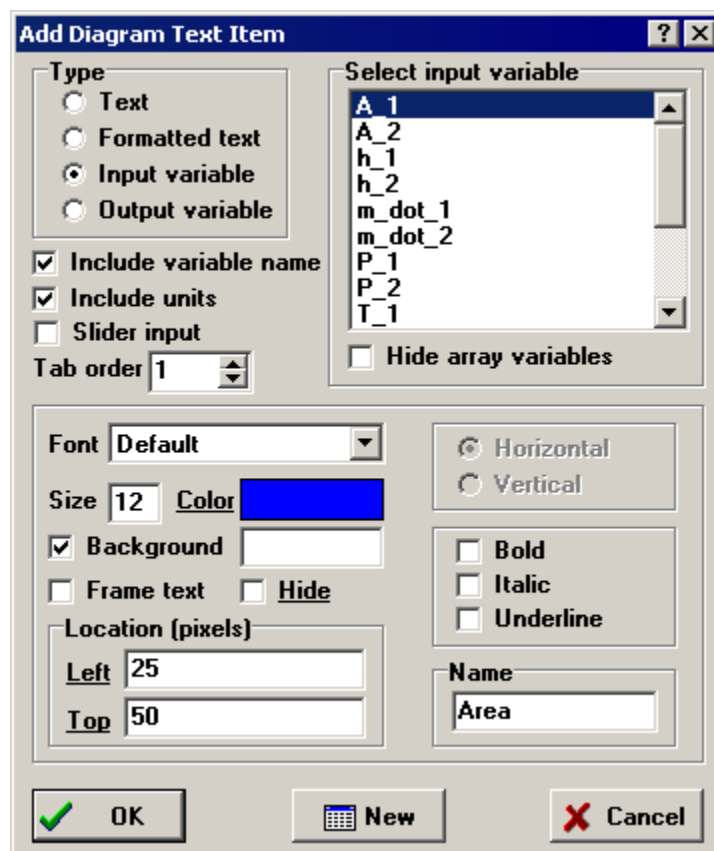 Add Diagram Text Item
Type
Text
Formatted text
Input variable
Output variable
Include variable name
Include units
Slider input
Tab order 1
Select input variable
A_1
A_2
h_1
h_2
m_dot_1
m_dot_2
P_1
P_2
T_1
Hide array variables
Font Default
Size 12 Color
Background
Frame text Hide
Location (pixels)
Left 25
Top 50
Horizontal
Vertical
Bold
Italic
Underline
Name
Area
OK New Cancel